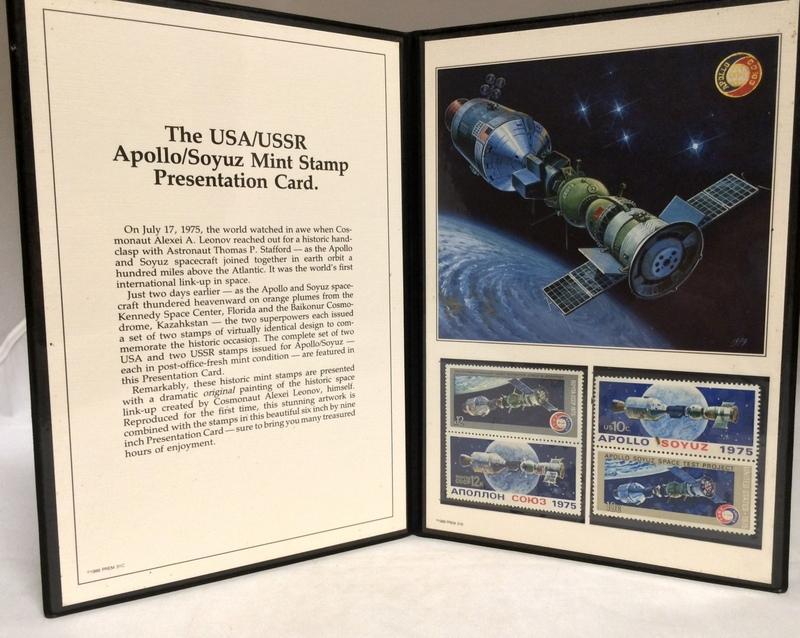 The USA/USSR
Apollo/Soyuz Mint Stamp
Presentation Card.
On July 17, 1975, the world watched in awe when Cos-
monaut Alexei A. Leonov reached out for a historic hand-
clasp with Astronaut Thomas P. Stafford — as the Apollo
and Soyuz spacecraft joined together in earth orbit a
hundred miles above the Atlantic. It was the world's first
international link-up in space.
Just two days earlier — as the Apollo and Soyuz space-
craft thundered heavenward on orange plumes from the
Kennedy Space Center, Florida and the Baikonur Cosmo-
drome, Kazakhstan — the two superpowers each issued
a set of two stamps of virtually identical design to com-
memorate the historic occasion. The complete set of two
USA and two USSR stamps issued for Apollo/Soyuz —
each in post-office-fresh mint condition — are featured in
this Presentation Card.
Remarkably, these historic mint stamps are presented
with a dramatic original painting of the historic space
link-up created by Cosmonaut Alexei Leonov, himself.
Reproduced for the first time, this stunning artwork is
combined with the stamps in this beautiful six inch by nine
inch Presentation Card — sure to bring you many treasured
hours of enjoyment.
12
12к
АПОЛЛОН СОЮЗ 1975
US 10c
APOLLO SOYUZ 1975
APOLLO SOYUZ SPACE TEST PROJECT
10c